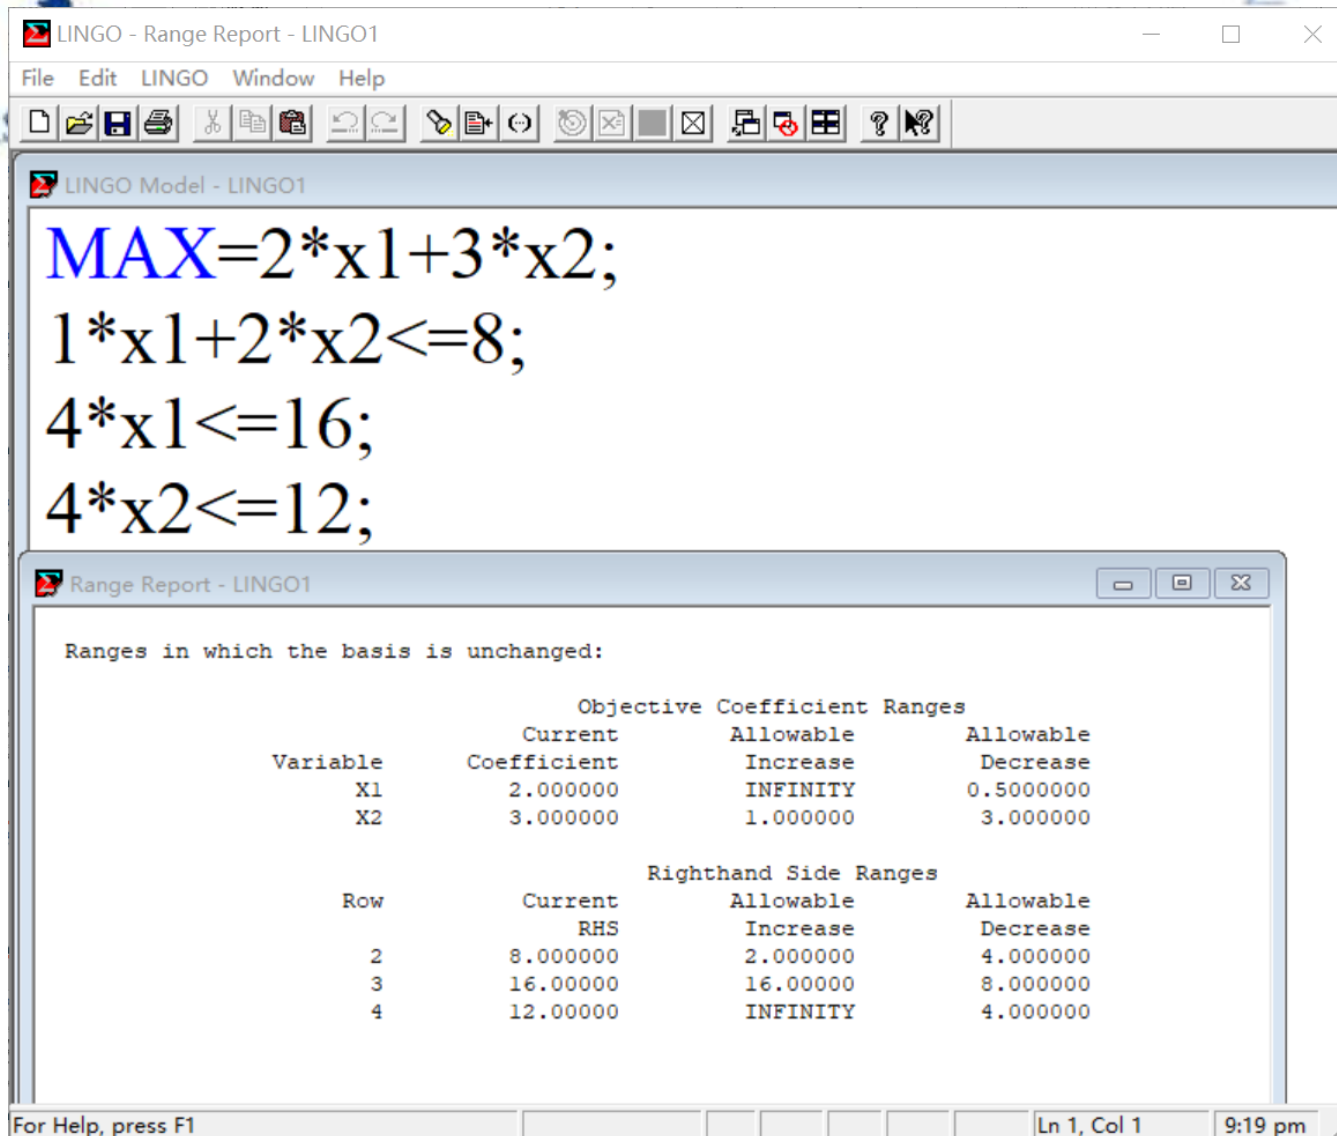 LINGO - Range Report - LINGO1
File Edit LINGO Window Help
LINGO Model - LINGO1
MAX=2*x1+3*x2;
1*x1+2*x2<=8;
4*x1<=16;
4*x2<=12;
Range Report - LINGO1
Ranges in which the basis is unchanged:
Objective Coefficient Ranges
Current Allowable Allowable
Variable Coefficient Increase Decrease
X1 2.000000 INFINITY 0.5000000
X2 3.000000 1.000000 3.000000
Righthand Side Ranges
Row Current Allowable Allowable
RHS Increase Decrease
2 8.000000 2.000000 4.000000
3 16.00000 16.00000 8.000000
4 12.00000 INFINITY 4.000000
For Help, press F1 Ln 1, Col 1 9:19 pm